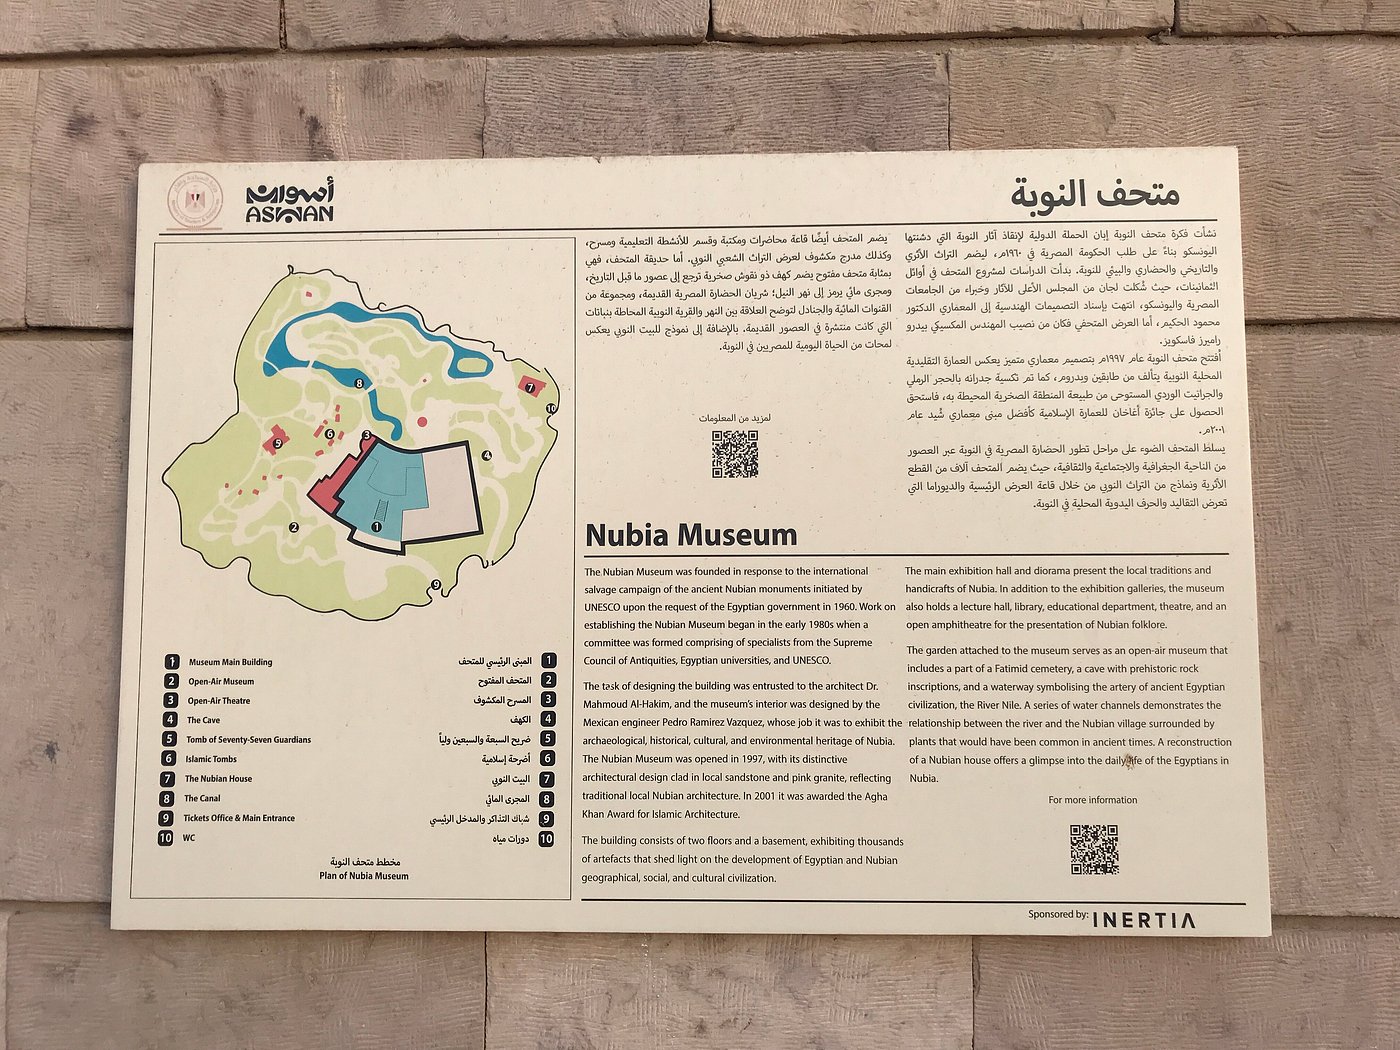 أسوان
ASWAN
متحف النوبة
نشأت فكرة متحف النوبة إبان الحملة الدولية لإنقاذ آثار النوبة التي دشنتها
اليونسكو بناءً على طلب الحكومة المصرية في ١٩٦٠م، ليضم التراث الأثري
والتاريخي والحضاري والبيئي للنوبة. بدأت الدراسات لمشروع المتحف في أوائل
الثمانينات، حيث شُكلت لجان من المجلس الأعلى للآثار وخبراء من الجامعات
المصرية واليونسكو، انتهت بإسناد التصميمات الهندسية إلى المعماري الدكتور
محمود الحكيم، أما العرض المتحفي فكان من نصيب المهندس المكسيكي بيدرو
راميرز فاسكويز.
أفتتح متحف النوبة عام ١٩٩٧م بتصميم معماري متميز يعكس العمارة التقليدية
المحلية النوبية يتألف من طابقين وبدروم، كما تم تكسية جدرانه بالحجر الرملي
والجرانيت الوردي المستوحى من طبيعة المنطقة الصخرية المحيطة به، فاستحق
الحصول على جائزة أغاخان للعمارة الإسلامية كأفضل مبنى معماري شُيد عام
٢٠٠١م.
يسلط المتحف الضوء على مراحل تطور الحضارة المصرية في النوبة عبر العصور
من الناحية الجغرافية والاجتماعية والثقافية، حيث يضم المتحف آلاف من القطع
الأثرية ونماذج من التراث النوبي من خلال قاعة العرض الرئيسية والديوراما التي
تعرض التقاليد والحرف اليدوية المحلية في النوبة.
يضم المتحف أيضًا قاعة محاضرات ومكتبة وقسم للأنشطة التعليمية ومسرح،
وكذلك مدرج مكشوف لعرض التراث الشعبي النوبي. أما حديقة المتحف، فهي
بمثابة متحف مفتوح يضم كهف ذو نقوش صخرية ترجع إلى عصور ما قبل التاريخ،
ومجرى مائي يرمز إلى نهر النيل؛ شريان الحضارة المصرية القديمة، ومجموعة من
القنوات المائية والجنادل لتوضح العلاقة بين النهر والقرية النوبية المحاطة بنباتات
التي كانت منتشرة في العصور القديمة. بالإضافة إلى نموذج للبيت النوبي يعكس
لمحات من الحياة اليومية للمصريين في النوبة.
لمزيد من المعلومات
Nubia Museum
The Nubian Museum was founded in response to the international
salvage campaign of the ancient Nubian monuments initiated by
UNESCO upon the request of the Egyptian government in 1960. Work on
establishing the Nubian Museum began in the early 1980s when a
committee was formed comprising of specialists from the Supreme
Council of Antiquities, Egyptian universities, and UNESCO.
The task of designing the building was entrusted to the architect Dr.
Mahmoud Al-Hakim, and the museum's interior was designed by the
Mexican engineer Pedro Ramirez Vazquez, whose job it was to exhibit the
archaeological, historical, cultural, and environmental heritage of Nubia.
The Nubian Museum was opened in 1997, with its distinctive
architectural design clad in local sandstone and pink granite, reflecting
traditional local Nubian architecture. In 2001 it was awarded the Agha
Khan Award for Islamic Architecture.
The building consists of two floors and a basement, exhibiting thousands
of artefacts that shed light on the development of Egyptian and Nubian
geographical, social, and cultural civilization.
The main exhibition hall and diorama present the local traditions and
handicrafts of Nubia. In addition to the exhibition galleries, the museum
also holds a lecture hall, library, educational department, theatre, and an
open amphitheatre for the presentation of Nubian folklore.
The garden attached to the museum serves as an open-air museum that
includes a part of a Fatimid cemetery, a cave with prehistoric rock
inscriptions, and a waterway symbolising the artery of ancient Egyptian
civilization, the River Nile. A series of water channels demonstrates the
relationship between the river and the Nubian village surrounded by
plants that would have been common in ancient times. A reconstruction
of a Nubian house offers a glimpse into the daily life of the Egyptians in
Nubia.
For more information
Sponsored by: INERTIA
7
8
10
3
6
5
4
2
1
9
1 Museum Main Building المبنى الرئيسي للمتحف 1
2 Open-Air Museum المتحف المفتوح 2
3 Open-Air Theatre المسرح المكشوف 3
4 The Cave الكهف 4
5 Tomb of Seventy-Seven Guardians ضريح السبعة والسبعين ولياً 5
6 Islamic Tombs أضرحة إسلامية 6
7 The Nubian House البيت النوبي 7
8 The Canal المجرى المائي 8
9 Tickets Office & Main Entrance شباك التذاكر والمدخل الرئيسي 9
10 WC دورات مياه 10
مخطط متحف النوبة
Plan of Nubia Museum